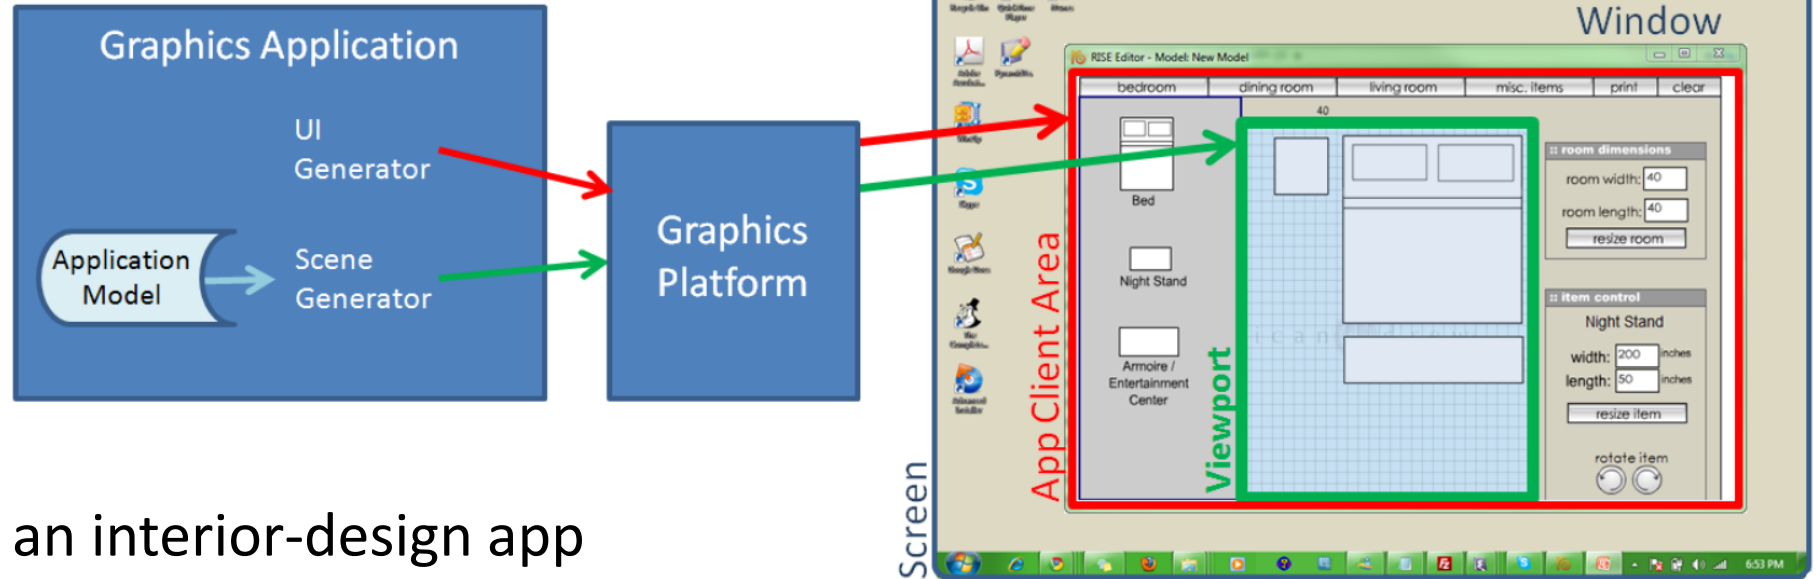 Graphics Application
UI
Generator
Application
Model
Scene
Generator
Graphics
Platform
an interior-design app
Screen
Window
App Client Area
Viewport
RISE Editor - Model: New Model
bedroom
dining room
living room
misc. items
print
clear
40
Bed
Night Stand
Armoire /
Entertainment
Center
:: room dimensions
room width: 40
room length: 40
resize room
:: item control
Night Stand
width: 200 inches
length: 50 inches
resize item
rotate item
6:53 PM